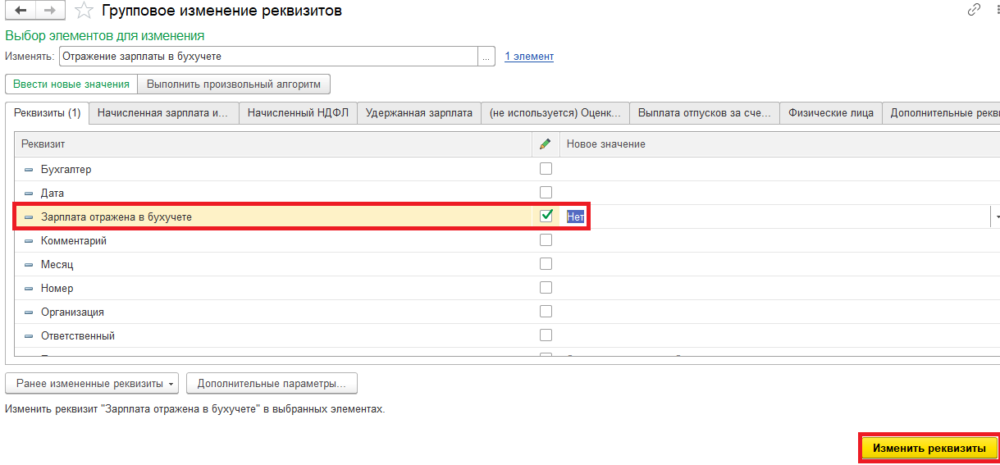 Групповое изменение реквизитов
Выбор элементов для изменения
Изменять: Отражение зарплаты в бухучете ... 1 элемент
Ввести новые значения Выполнить произвольный алгоритм
Реквизиты (1) Начисленная зарплата и... Начисленный НДФЛ Удержанная зарплата (не используется) Оценк... Выплата отпусков за сче... Физические лица Дополнительные рекв
Реквизит Новое значение
Бухгалтер
Дата
Зарплата отражена в бухучете Нет
Комментарий
Месяц
Номер
Организация
Ответственный
Ранее измененные реквизиты Дополнительные параметры...
Изменить реквизит "Зарплата отражена в бухучете" в выбранных элементах.
Изменить реквизиты